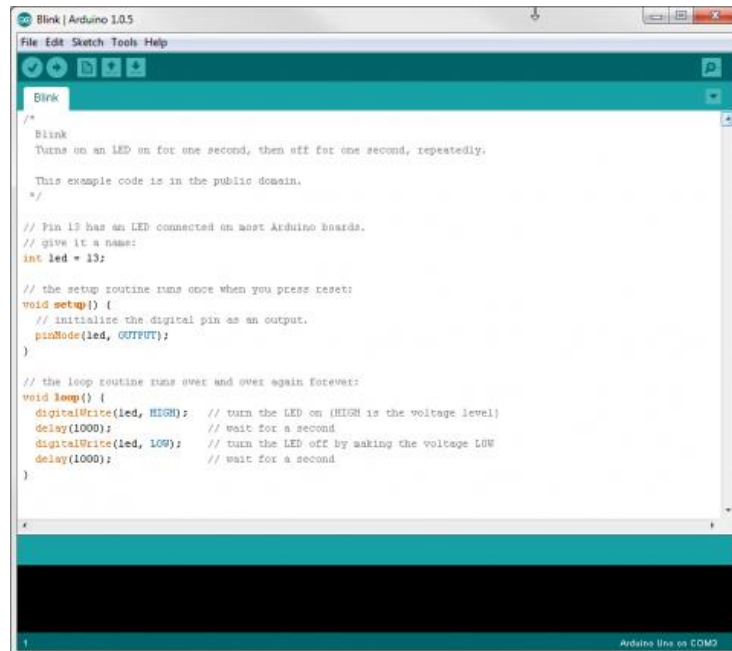 Blink | Arduino 1.0.5
File Edit Sketch Tools Help
Blink
/*
Blink
Turns on an LED on for one second, then off for one second, repeatedly.
This example code is in the public domain.
*/
// Pin 13 has an LED connected on most Arduino boards.
// give it a name:
int led = 13;
// the setup routine runs once when you press reset:
void setup() {
// initialize the digital pin as an output.
pinMode(led, OUTPUT);
}
// the loop routine runs over and over again forever:
void loop() {
digitalWrite(led, HIGH); // turn the LED on (HIGH is the voltage level)
delay(1000); // wait for a second
digitalWrite(led, LOW); // turn the LED off by making the voltage LOW
delay(1000); // wait for a second
}
1 Arduino Uno on